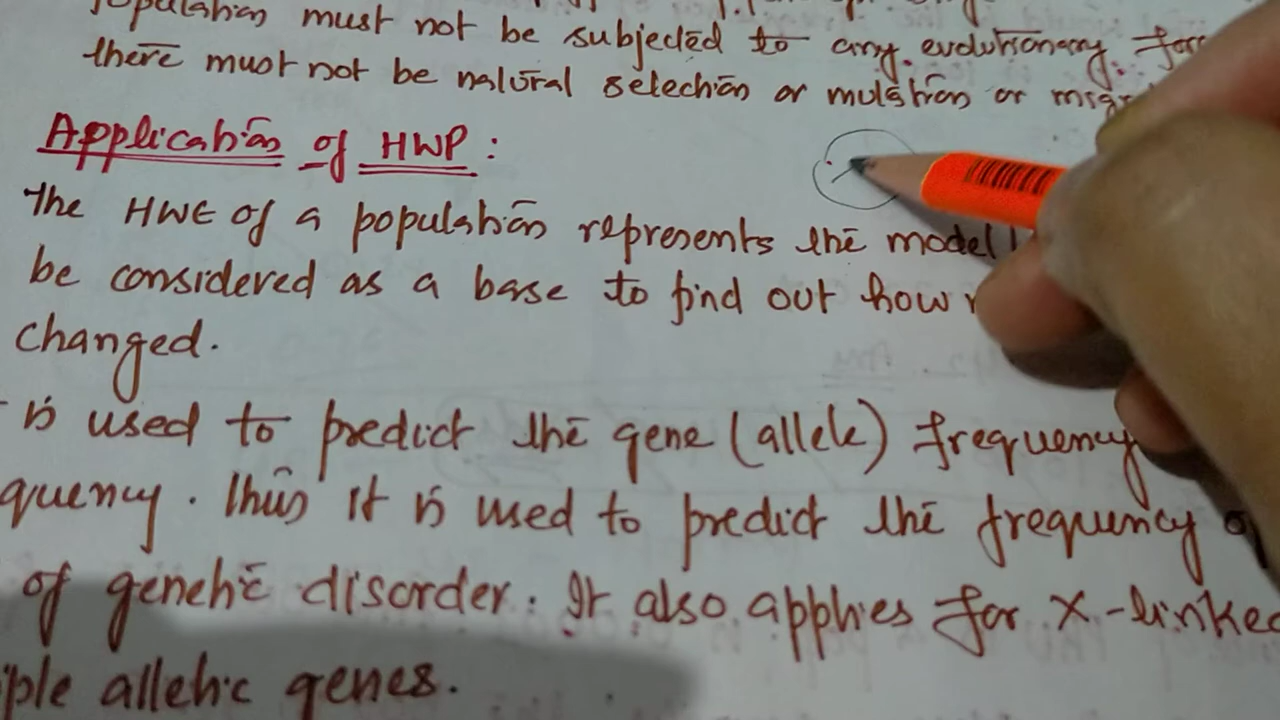 population must not be subjected to any evolutionary
there must not be natural selection or mutation or
Application of HWP :
The HWE of a population represents the model
be considered as a base to find out how
changed.
is used to predict the gene (allele) frequency
quency. Thus it is used to predict the frequency
of genetic disorder. It also applies for X-linked
ple allelic genes.